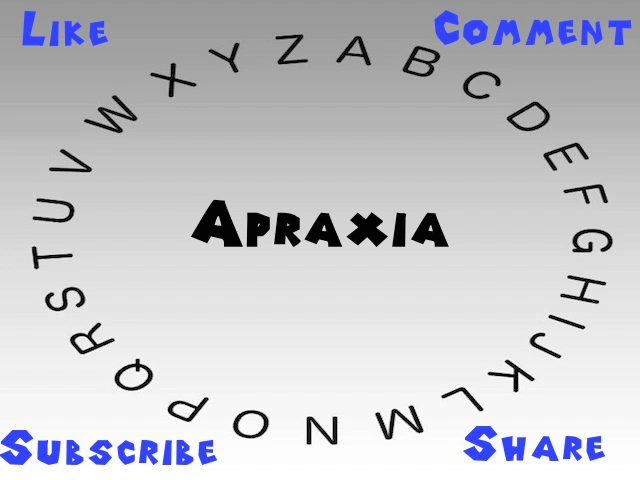 Like
Comment
A B C D E F G H I J K L M N O P Q R S T U V W X Y Z
Apraxia
Subscribe
Share